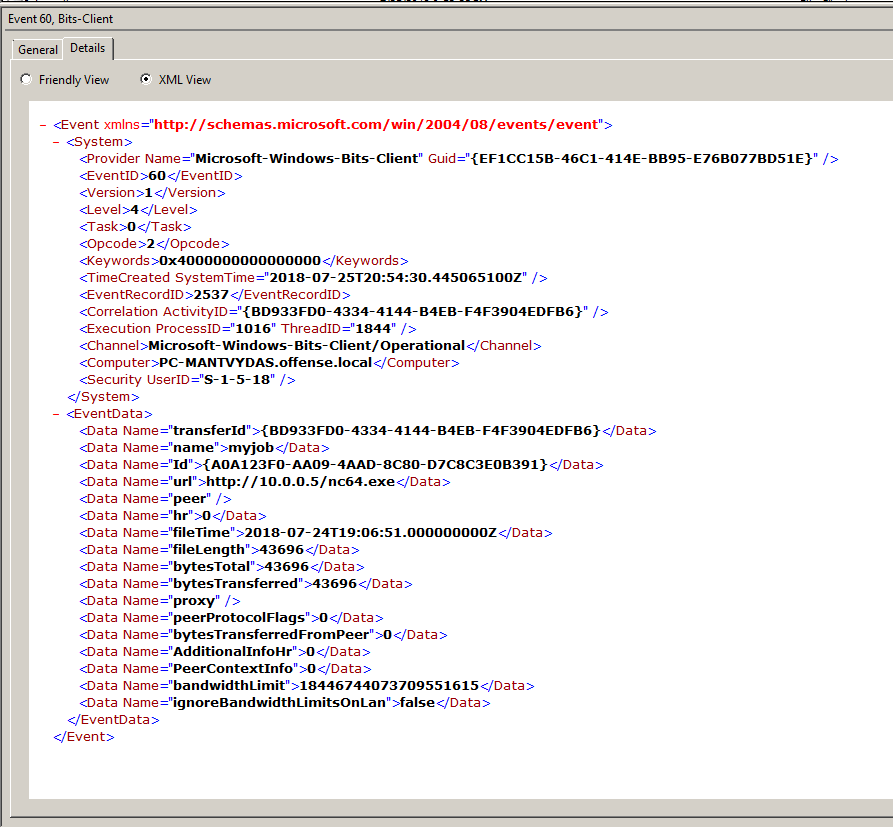 Event 60, Bits-Client
General Details
Friendly View XML View
– <Event xmlns="http://schemas.microsoft.com/win/2004/08/events/event">
– <System>
<Provider Name="Microsoft-Windows-Bits-Client" Guid="{EF1CC15B-46C1-414E-BB95-E76B077BD51E}" />
<EventID>60</EventID>
<Version>1</Version>
<Level>4</Level>
<Task>0</Task>
<Opcode>2</Opcode>
<Keywords>0x4000000000000000</Keywords>
<TimeCreated SystemTime="2018-07-25T20:54:30.445065100Z" />
<EventRecordID>2537</EventRecordID>
<Correlation ActivityID="{BD933FD0-4334-4144-B4EB-F4F3904EDFB6}" />
<Execution ProcessID="1016" ThreadID="1844" />
<Channel>Microsoft-Windows-Bits-Client/Operational</Channel>
<Computer>PC-MANTVYDAS.offense.local</Computer>
<Security UserID="S-1-5-18" />
</System>
– <EventData>
<Data Name="transferId">{BD933FD0-4334-4144-B4EB-F4F3904EDFB6}</Data>
<Data Name="name">myjob</Data>
<Data Name="Id">{A0A123F0-AA09-4AAD-8C80-D7C8C3E0B391}</Data>
<Data Name="url">http://10.0.0.5/nc64.exe</Data>
<Data Name="peer" />
<Data Name="hr">0</Data>
<Data Name="fileTime">2018-07-24T19:06:51.000000000Z</Data>
<Data Name="fileLength">43696</Data>
<Data Name="bytesTotal">43696</Data>
<Data Name="bytesTransferred">43696</Data>
<Data Name="proxy" />
<Data Name="peerProtocolFlags">0</Data>
<Data Name="bytesTransferredFromPeer">0</Data>
<Data Name="AdditionalInfoHr">0</Data>
<Data Name="PeerContextInfo">0</Data>
<Data Name="bandwidthLimit">18446744073709551615</Data>
<Data Name="ignoreBandwidthLimitsOnLan">false</Data>
</EventData>
</Event>